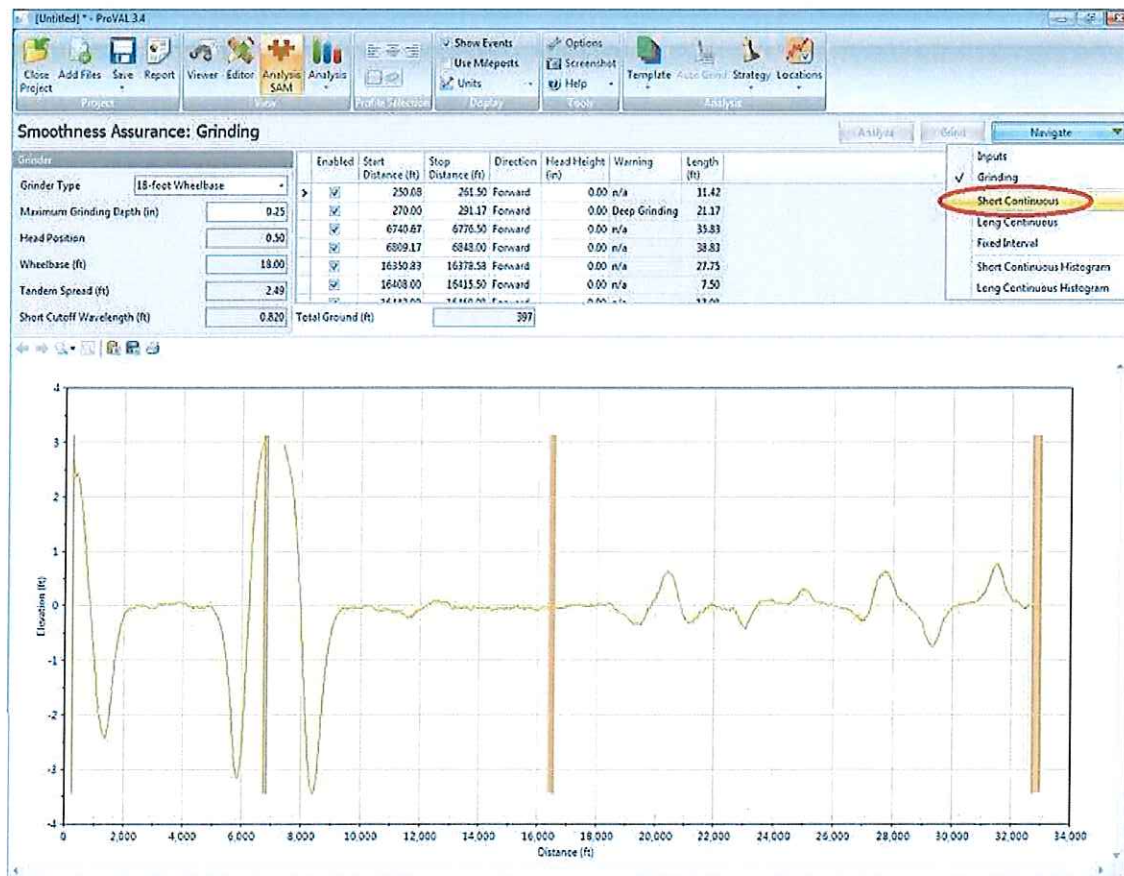 [Untitled] * - ProVAL 3.4
Close Project
Add Files
Save
Report
Viewer
Editor
Analysis SAM
Analysis
Show Events
Use Mileposts
Units
Options
Screenshot
Help
Template
Auto Grind
Strategy
Locations
Project
View
Profile Selection
Display
Tools
Analysis
Smoothness Assurance: Grinding
Analyze
Grind
Navigate
Inputs
Grinding
Short Continuous
Long Continuous
Fixed Interval
Short Continuous Histogram
Long Continuous Histogram
Grinder
Grinder Type 18-foot Wheelbase
Maximum Grinding Depth (in) 0.25
Head Position 0.50
Wheelbase (ft) 18.00
Tandem Spread (ft) 2.49
Short Cutoff Wavelength (ft) 0.820
Enabled Start Distance (ft) Stop Distance (ft) Direction Head Height (in) Warning Length (ft)
250.08 261.50 Forward 0.00 n/a 11.42
270.00 291.17 Forward 0.00 Deep Grinding 21.17
6740.67 6776.50 Forward 0.00 n/a 35.83
6809.17 6848.00 Forward 0.00 n/a 38.83
16350.83 16378.58 Forward 0.00 n/a 27.75
16408.00 16415.50 Forward 0.00 n/a 7.50
Total Ground (ft) 397
Elevation (ft)
4
3
2
1
0
-1
-2
-3
-4
0 2,000 4,000 6,000 8,000 10,000 12,000 14,000 16,000 18,000 20,000 22,000 24,000 26,000 28,000 30,000 32,000 34,000
Distance (ft)